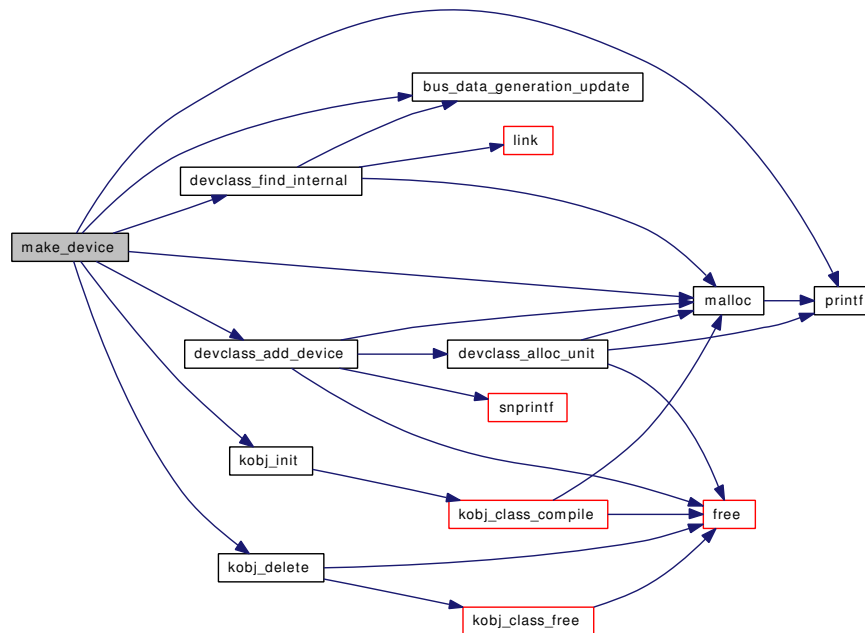 bus_data_generation_update
link
devclass_find_internal
make_device
malloc
printf
devclass_add_device
devclass_alloc_unit
snprintf
kobj_init
kobj_class_compile
free
kobj_delete
kobj_class_free